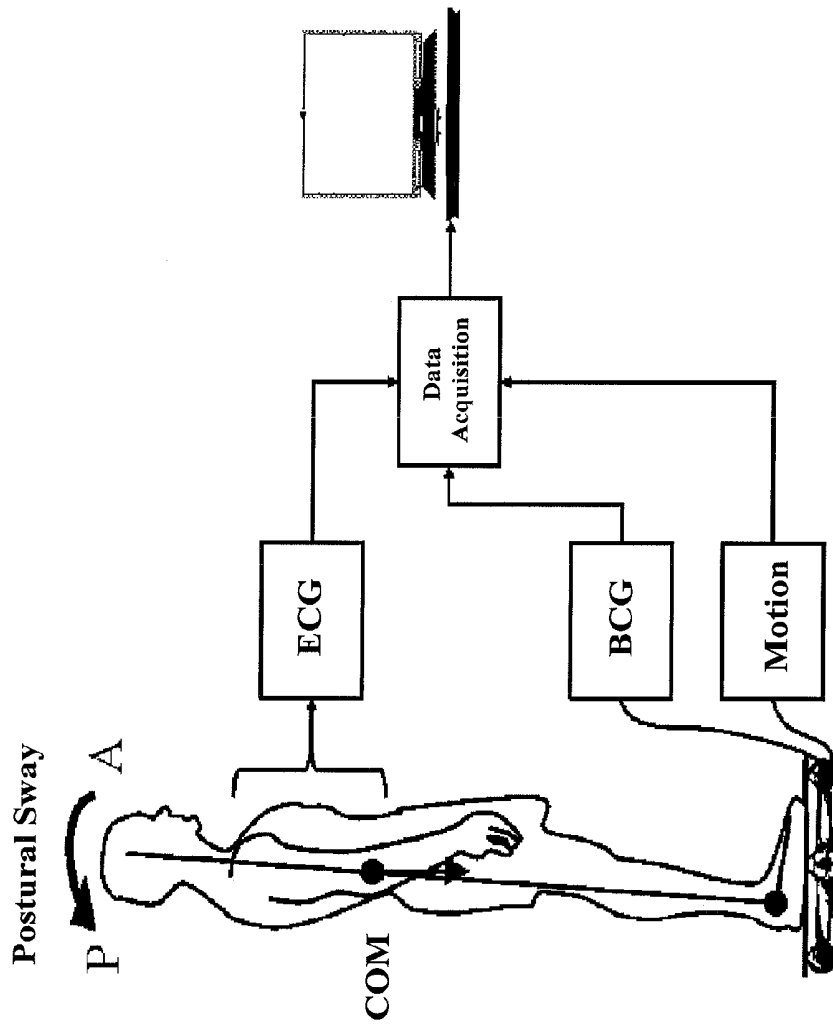 Postural Sway
P
A
COM
ECG
BCG
Motion
Data
Acquisition